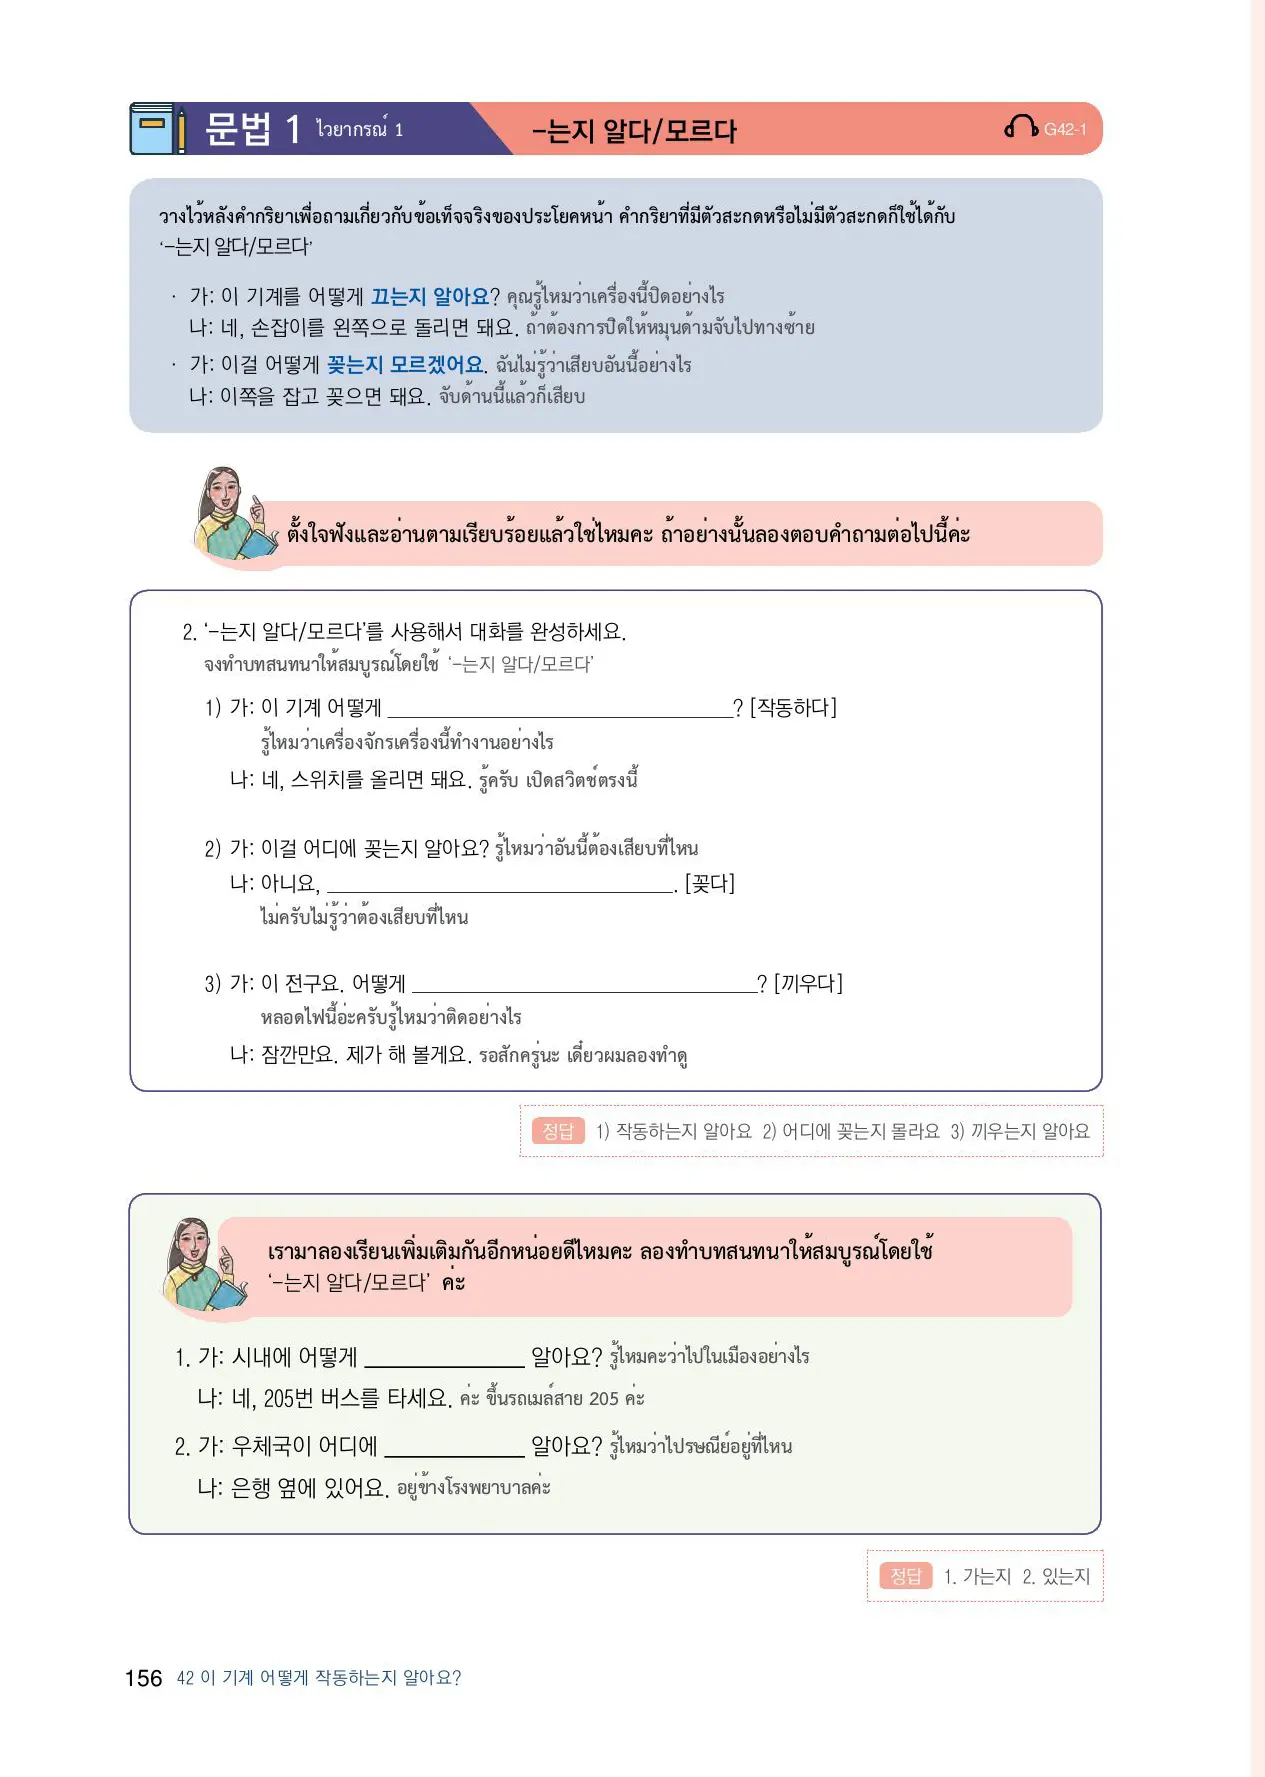 문법 1 ไวยากรณ์ 1
-는지 알다/모르다
G42-1
วางไว้หลังคำกริยาเพื่อถามเกี่ยวกับข้อเท็จจริงของประโยคหน้า คำกริยาที่มีตัวสะกดหรือไม่มีตัวสะกดก็ใช้ได้กับ
‘-는지 알다/모르다’
· 가: 이 기계를 어떻게 끄는지 알아요? คุณรู้ไหมว่าเครื่องนี้ปิดอย่างไร
나: 네, 손잡이를 왼쪽으로 돌리면 돼요. ถ้าต้องการปิดให้หมุนด้ามจับไปทางซ้าย
· 가: 이걸 어떻게 꽂는지 모르겠어요. ฉันไม่รู้ว่าเสียบอันนี้อย่างไร
나: 이쪽을 잡고 꽂으면 돼요. จับด้านนี้แล้วก็เสียบ
ตั้งใจฟังและอ่านตามเรียบร้อยแล้วใช่ไหมคะ ถ้าอย่างนั้นลองตอบคำถามต่อไปนี้ค่ะ
2. ‘-는지 알다/모르다’를 사용해서 대화를 완성하세요.
จงทำบทสนทนาให้สมบูรณ์โดยใช้ ‘-는지 알다/모르다’
1) 가: 이 기계 어떻게 ______________________________? [작동하다]
รู้ไหมว่าเครื่องจักรเครื่องนี้ทำงานอย่างไร
나: 네, 스위치를 올리면 돼요. รู้ครับ เปิดสวิตช์ตรงนี้
2) 가: 이걸 어디에 꽂는지 알아요? รู้ไหมว่าอันนี้ต้องเสียบที่ไหน
나: 아니요, ______________________________. [꽂다]
ไม่ครับไม่รู้ว่าต้องเสียบที่ไหน
3) 가: 이 전구요. 어떻게 ______________________________? [끼우다]
หลอดไฟนี้อ่ะครับรู้ไหมว่าติดอย่างไร
나: 잠깐만요. 제가 해 볼게요. รอสักครู่นะ เดี๋ยวผมลองทำดู
정답 1) 작동하는지 알아요 2) 어디에 꽂는지 몰라요 3) 끼우는지 알아요
เรามาลองเรียนเพิ่มเติมกันอีกหน่อยดีไหมคะ ลองทำบทสนทนาให้สมบูรณ์โดยใช้
‘-는지 알다/모르다’ ค่ะ
1. 가: 시내에 어떻게 ______________ 알아요? รู้ไหมคะว่าไปในเมืองอย่างไร
나: 네, 205번 버스를 타세요. ค่ะ ขึ้นรถเมล์สาย 205 ค่ะ
2. 가: 우체국이 어디에 ____________ 알아요? รู้ไหมว่าไปรษณีย์อยู่ที่ไหน
나: 은행 옆에 있어요. อยู่ข้างโรงพยาบาลค่ะ
정답 1. 가는지 2. 있는지
156 42 이 기계 어떻게 작동하는지 알아요?